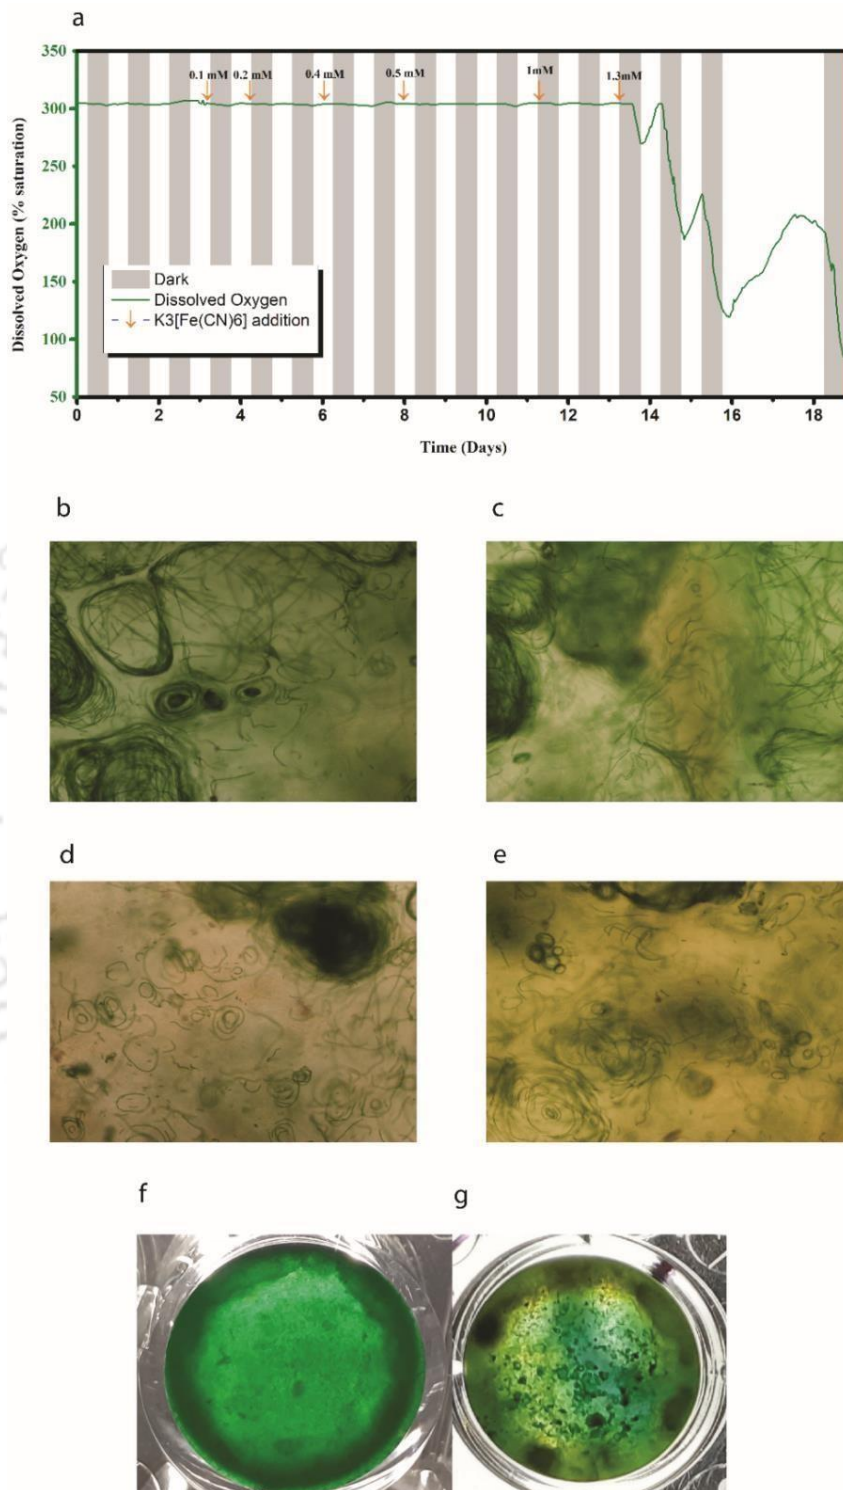 a
350
300
250
200
150
100
50
Dissolved Oxygen (% saturation)
0.1 mM 0.2 mM 0.4 mM 0.5 mM 1mM 1.3mM
Dark
Dissolved Oxygen
K3[Fe(CN)6] addition
0 2 4 6 8 10 12 14 16 18
Time (Days)
b
c
d
e
f
g